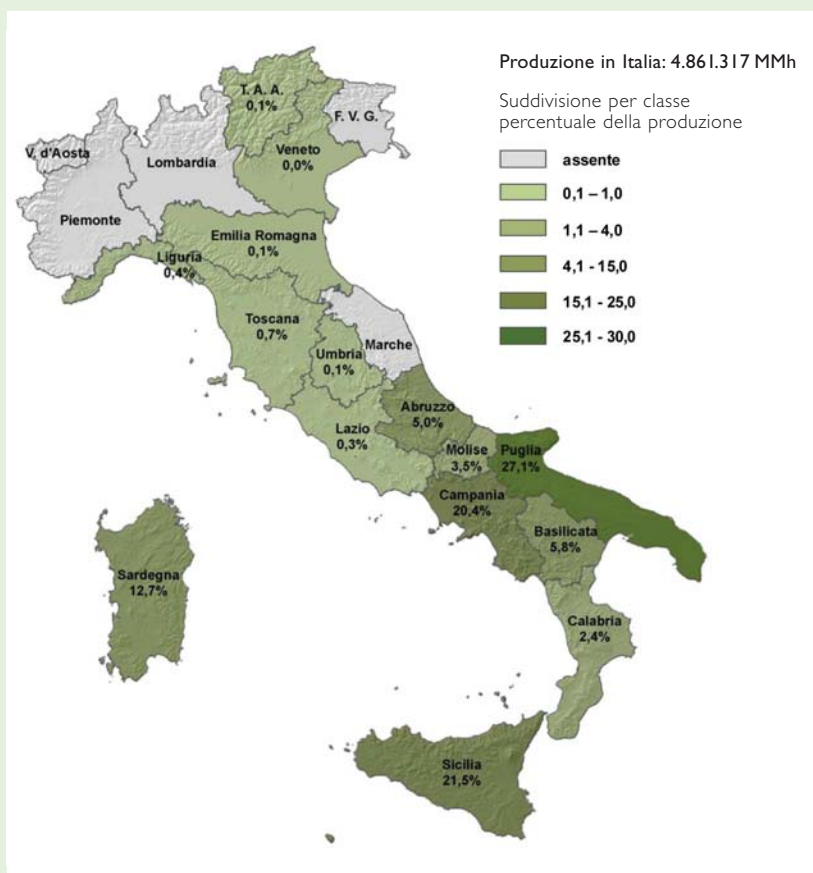 Produzione in Italia: 4.861.317 MMh
Suddivisione per classe
percentuale della produzione
assente
0,1 – 1,0
1,1 – 4,0
4,1 - 15,0
15,1 - 25,0
25,1 - 30,0
T. A. A.
0,1%
F. V. G.
Veneto
0,0%
V. d'Aosta
Lombardia
Piemonte
Emilia Romagna
0,1%
Liguria
0,4%
Toscana
0,7%
Umbria
0,1%
Marche
Abruzzo
5,0%
Lazio
0,3%
Molise
3,5%
Puglia
27,1%
Campania
20,4%
Basilicata
5,8%
Sardegna
12,7%
Calabria
2,4%
Sicilia
21,5%